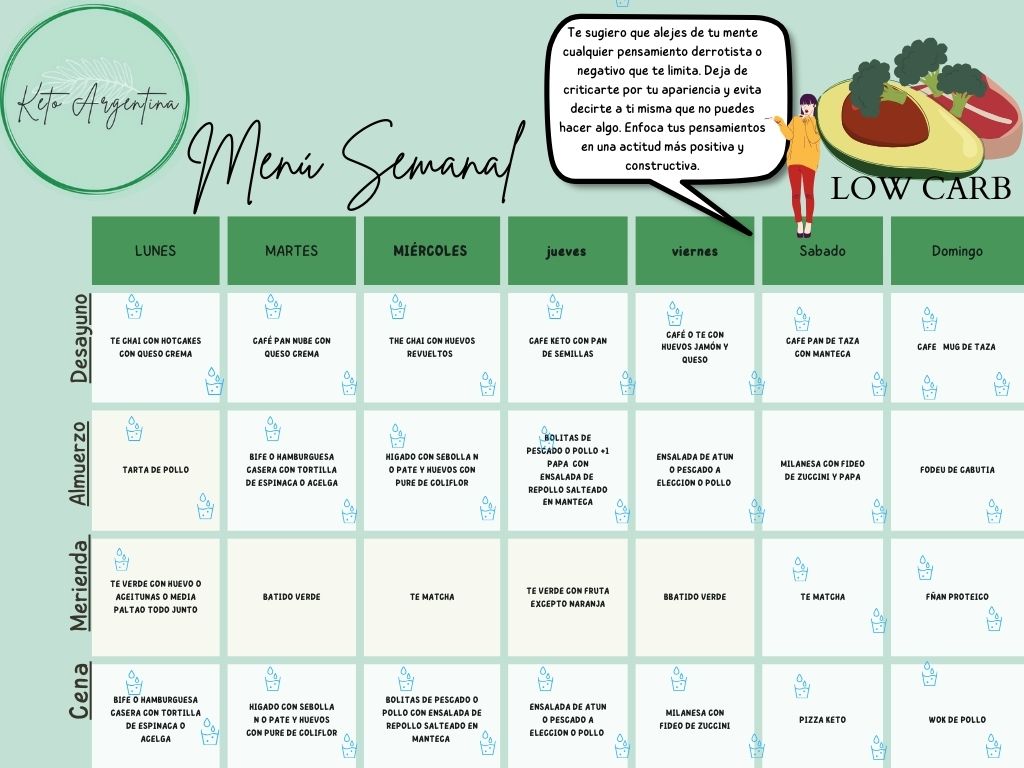 Keto Argentina
Menú Semanal
Te sugiero que alejes de tu mente
cualquier pensamiento derrotista o
negativo que te limita. Deja de
criticarte por tu apariencia y evita
decirte a ti misma que no puedes
hacer algo. Enfoca tus pensamientos
en una actitud más positiva y
constructiva.
LOW CARB
LUNES
MARTES
MIÉRCOLES
jueves
viernes
Sabado
Domingo
Desayuno
TE CHAI CON HOTCAKES
CON QUESO CREMA
CAFÉ PAN NUBE CON
QUESO CREMA
THE CHAI CON HUEVOS
REVUELTOS
CAFE KETO CON PAN
DE SEMILLAS
CAFÉ O TE CON
HUEVOS JAMÓN Y
QUESO
CAFE PAN DE TAZA
CON MANTECA
CAFE MUG DE TAZA
Almuerzo
TARTA DE POLLO
BIFE O HAMBURGUESA
CASERA CON TORTILLA
DE ESPINACA O ACELGA
HIGADO CON SEBOLLA N
O PATE Y HUEVOS CON
PURE DE COLIFLOR
BOLITAS DE
PESCADO O POLLO +1
PAPA CON
ENSALADA DE
REPOLLO SALTEADO
EN MANTECA
ENSALADA DE ATUN
O PESCADO A
ELECCION O POLLO
MILANESA CON FIDEO
DE ZUCCINI Y PAPA
FODEU DE CABUTIA
Merienda
TE VERDE CON HUEVO O
ACEITUNAS O MEDIA
PALTAO TODO JUNTO
BATIDO VERDE
TE MATCHA
TE VERDE CON FRUTA
EXCEPTO NARANJA
BBATIDO VERDE
TE MATCHA
FÑAN PROTEICO
Cena
BIFE O HAMBURGUESA
CASERA CON TORTILLA
DE ESPINACA O
ACELGA
HIGADO CON SEBOLLA
N O PATE Y HUEVOS
CON PURE DE COLIFLOR
BOLITAS DE PESCADO O
POLLO CON ENSALADA DE
REPOLLO SALTEADO EN
MANTECA
ENSALADA DE ATUN
O PESCADO A
ELECCION O POLLO
MILANESA CON
FIDEO DE ZUCCINI
PIZZA KETO
WOK DE POLLO